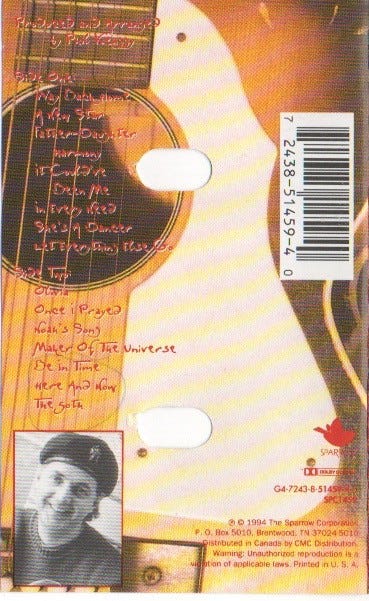 Produced and Arranged
by Phil Keaggy
Side One
Way Back Home
A New Star
Father-Daughter
Harmony
it Could've
Been Me
in Every Need
She's A Dancer
Let Everything Else Go
Side Two
Olivia
Once i Prayed
Noah's Song
Maker Of The Universe
Be in Time
Here And Now
The 50th
7 2438-51459-4 0
SPARROW
DOLBY
G4-7243-8-51459
℗ © 1994 The Sparrow Corporation
P. O. Box 5010, Brentwood, TN 37024-5010
Distributed in Canada by CMC Distribution.
Warning: Unauthorized reproduction is a
violation of applicable laws. Printed in U. S. A.